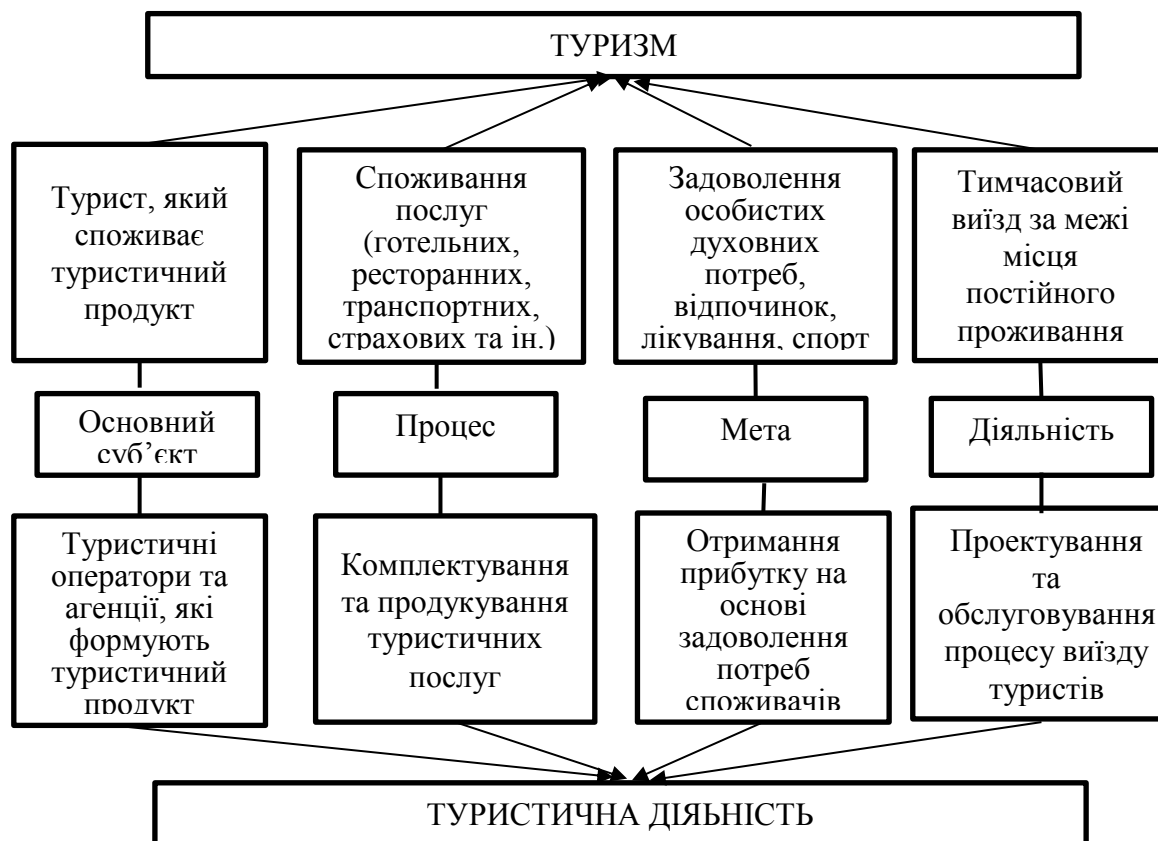 ТУРИЗМ
Турист, який
споживає
туристичний
продукт
Споживання
послуг
(готельних,
ресторанних,
транспортних,
страхових та ін.)
Задоволення
особистих
духовних
потреб,
відпочинок,
лікування, спорт
Тимчасовий
виїзд за межі
місця
постійного
проживання
Основний
суб’єкт
Процес
Мета
Діяльність
Туристичні
оператори та
агенції, які
формують
туристичний
продукт
Комплектування
та продукування
туристичних
послуг
Отримання
прибутку на
основі
задоволення
потреб
споживачів
Проектування
та
обслуговування
процесу виїзду
туристів
ТУРИСТИЧНА ДІЯЬНІСТЬ